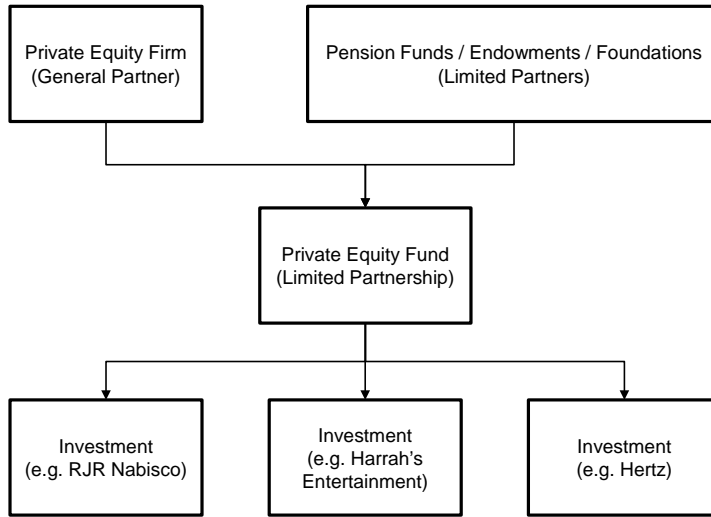 Private Equity Firm
(General Partner)
Pension Funds / Endowments / Foundations
(Limited Partners)
Private Equity Fund
(Limited Partnership)
Investment
(e.g. RJR Nabisco)
Investment
(e.g. Harrah's
Entertainment)
Investment
(e.g. Hertz)